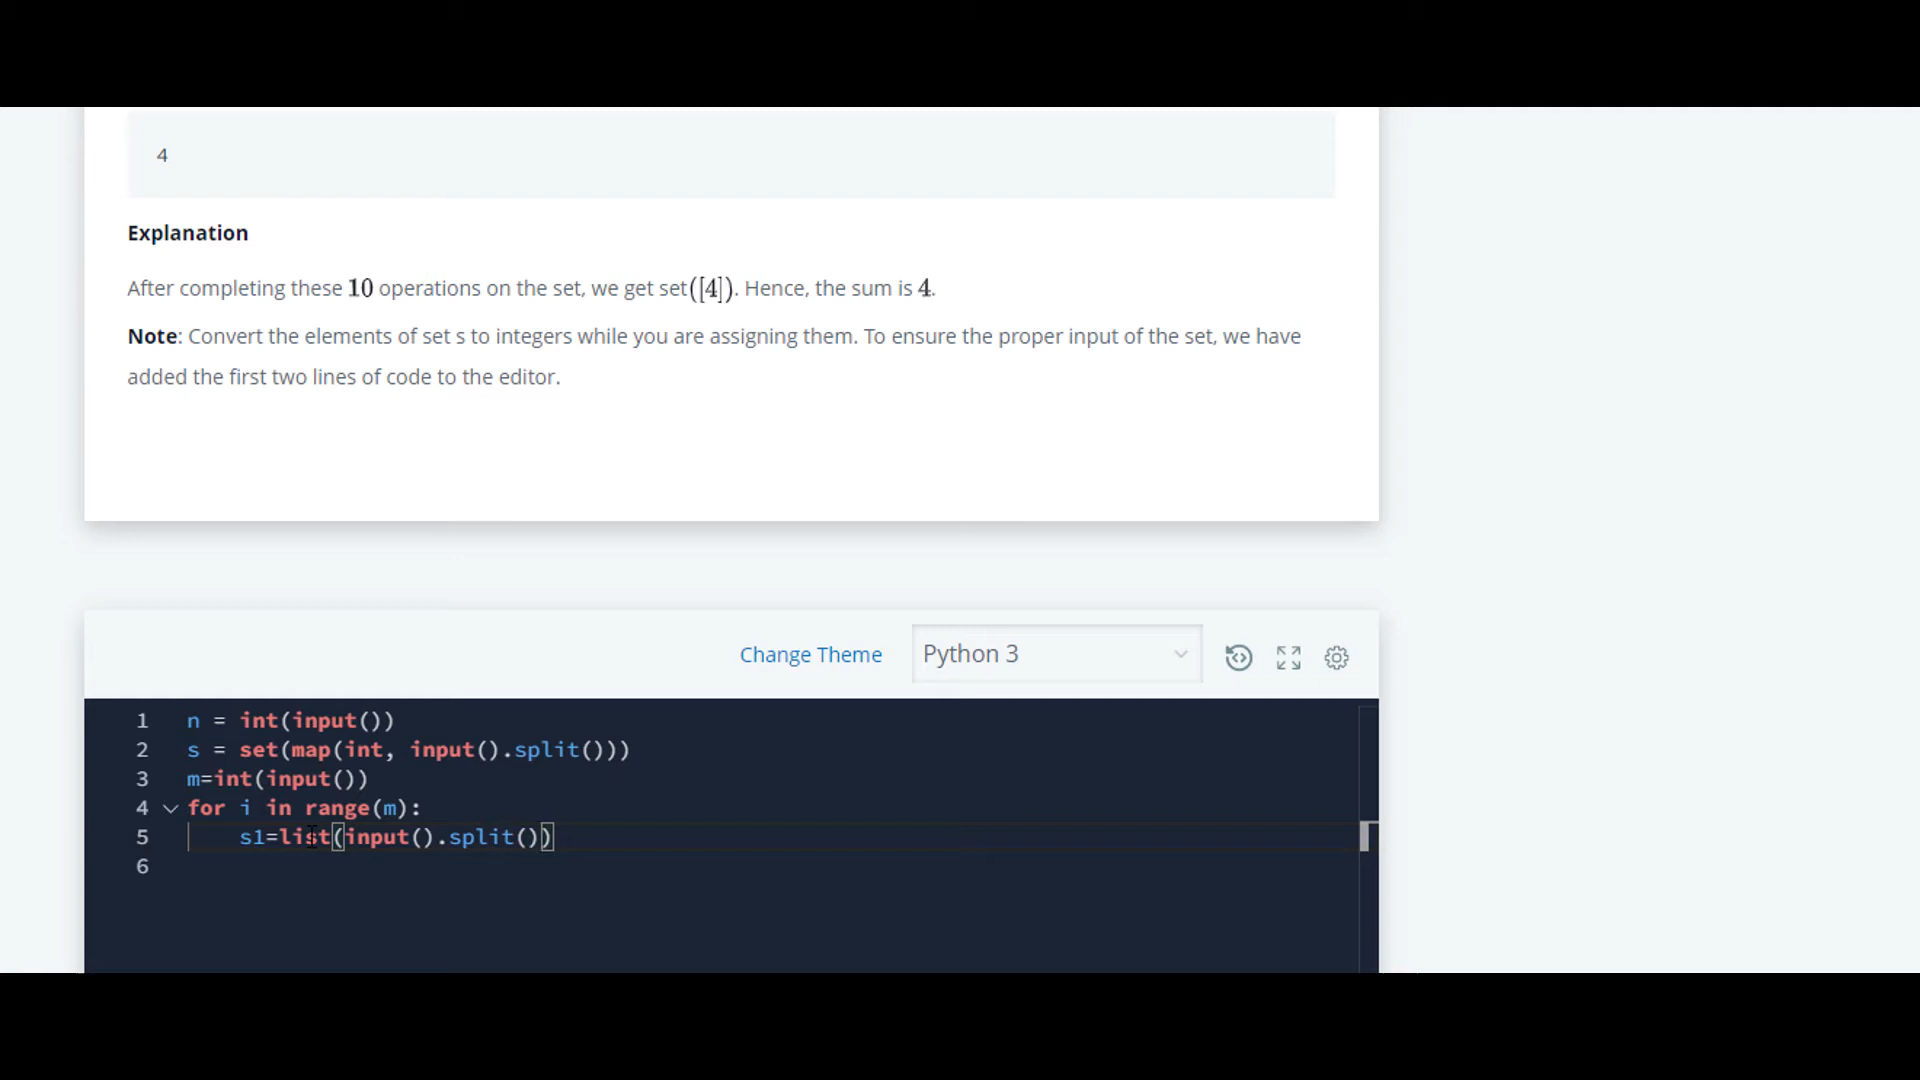 4
Explanation
After completing these 10 operations on the set, we get set([4]). Hence, the sum is 4.
Note: Convert the elements of set s to integers while you are assigning them. To ensure the proper input of the set, we have
added the first two lines of code to the editor.
Change Theme Python 3
1 n = int(input())
2 s = set(map(int, input().split()))
3 m=int(input())
4 for i in range(m):
5     s1=list(input().split())
6